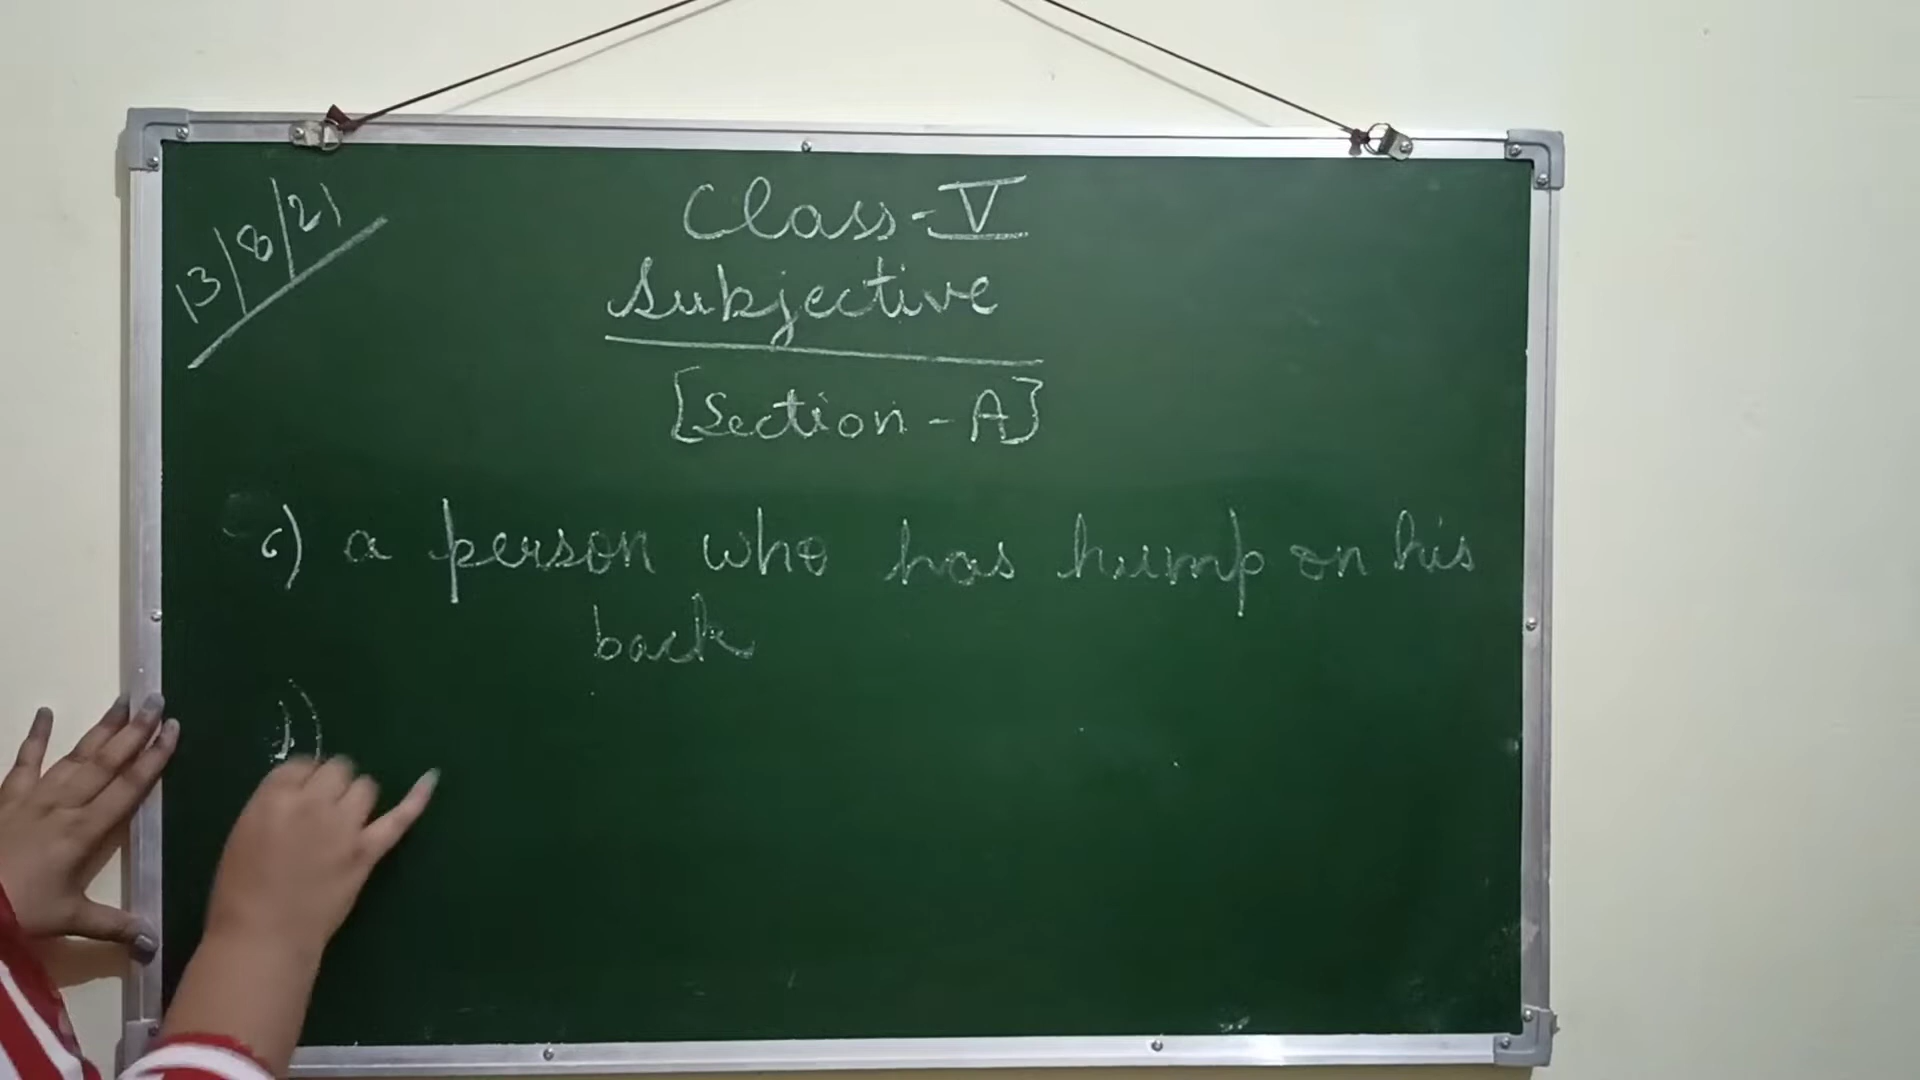 13/8/21
Class-V
Subjective
[Section-A]
c) a person who has hump on his
back